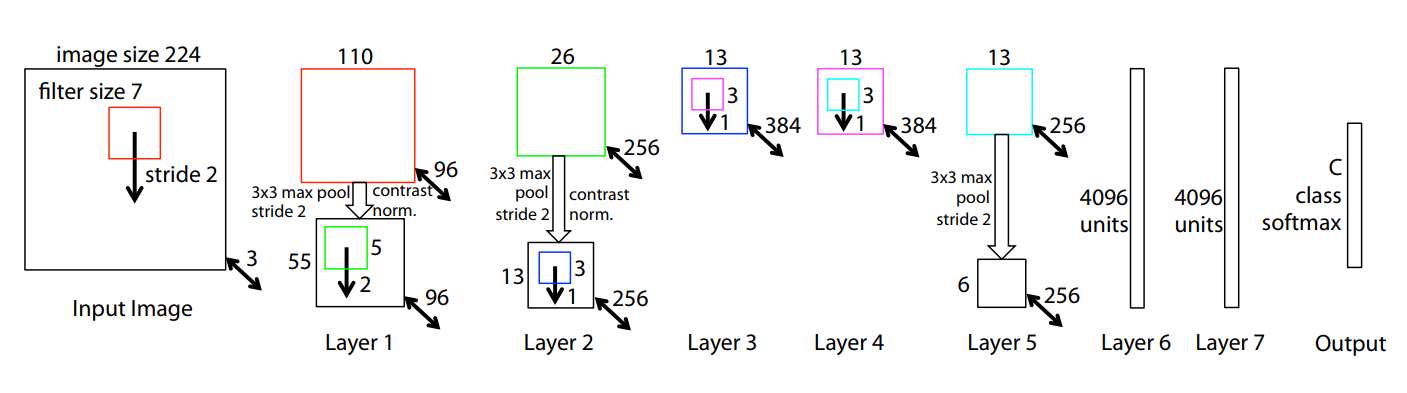 image size 224
filter size 7
stride 2
3
Input Image
110
96
3x3 max pool
stride 2
contrast
norm.
55
5
2
96
Layer 1
26
256
3x3 max
pool
stride 2
contrast
norm.
13
3
1
256
Layer 2
13
3
1
384
Layer 3
13
3
1
384
Layer 4
13
256
3x3 max
pool
stride 2
6
256
Layer 5
4096
units
Layer 6
4096
units
Layer 7
C
class
softmax
Output